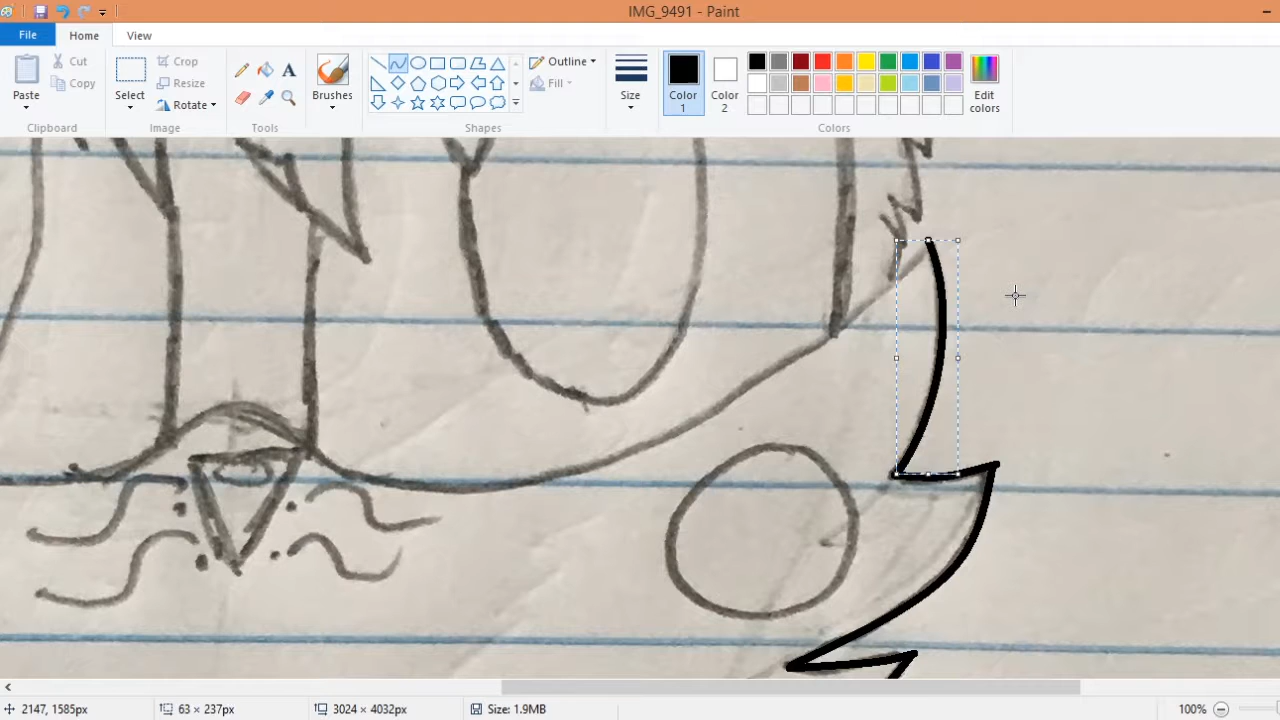 IMG_9491 - Paint
File Home View
Paste Cut Copy
Clipboard
Select Crop Resize Rotate
Image
A
Tools
Brushes
Outline Fill
Shapes
Size
Color 1
Color 2
Edit colors
Colors
2147, 1585px 63 × 237px 3024 × 4032px Size: 1.9MB 100%